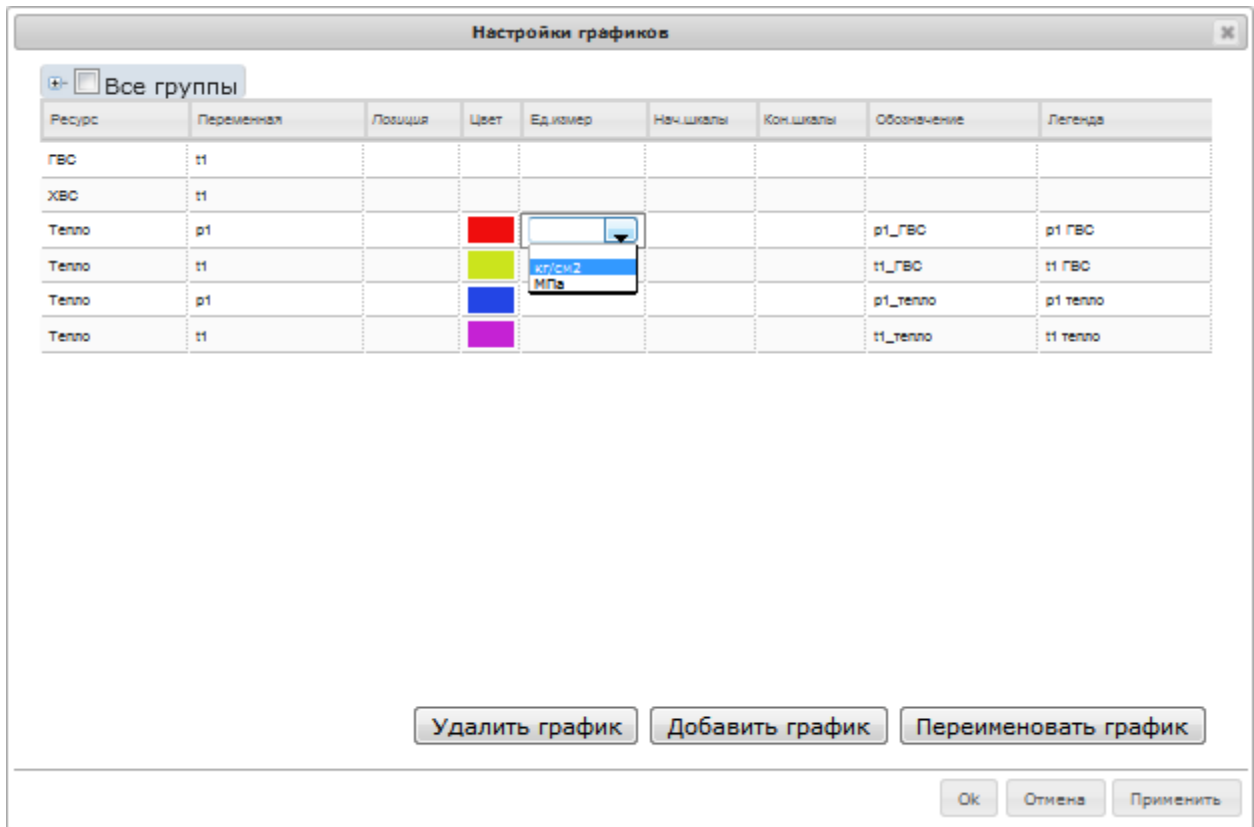 Настройки графиков
Все группы
Ресурс Переменная Позиция Цвет Ед.измер Нач.шкалы Кон.шкалы Обозначение Легенда
ГВС t1
ХВС t1
Тепло p1 p1_ГВС p1 ГВС
Тепло t1 кг/см2 t1_ГВС t1 ГВС
МПа
Тепло p1 p1_тепло p1 тепло
Тепло t1 t1_тепло t1 тепло
Удалить график Добавить график Переименовать график
Ok Отмена Применить